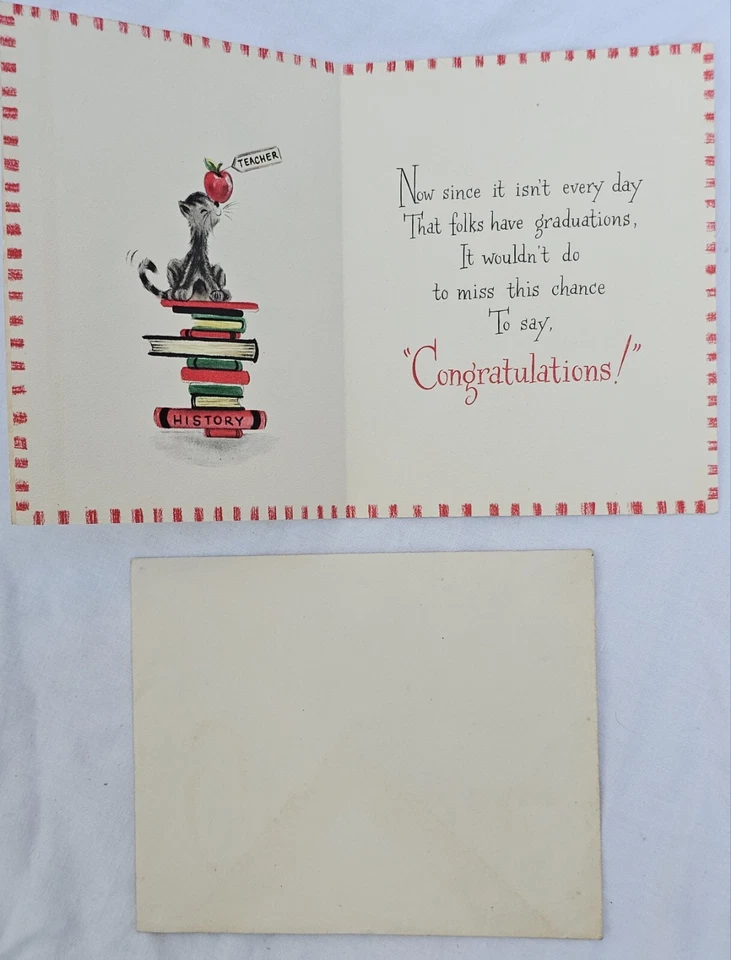 TEACHER
HISTORY
Now since it isn't every day
That folks have graduations,
It wouldn't do
to miss this chance
To say,
"Congratulations!"